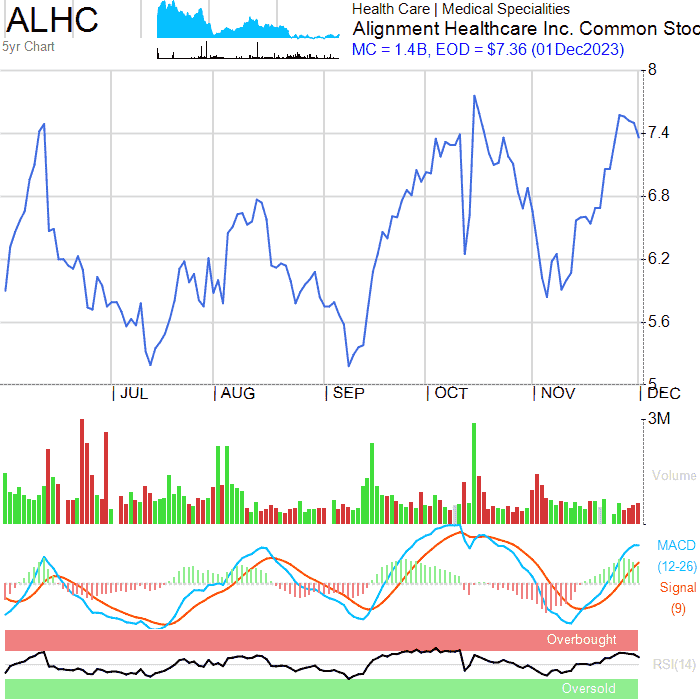 ALHC
5yr Chart
Health Care | Medical Specialities
Alignment Healthcare Inc. Common Stoc
MC = 1.4B, EOD = $7.36 (01Dec2023)
8
7.4
6.8
6.2
5.6
5
JUL
AUG
SEP
OCT
NOV
DEC
3M
Volume
MACD
(12-26)
Signal
(9)
Overbought
RSI(14)
Oversold